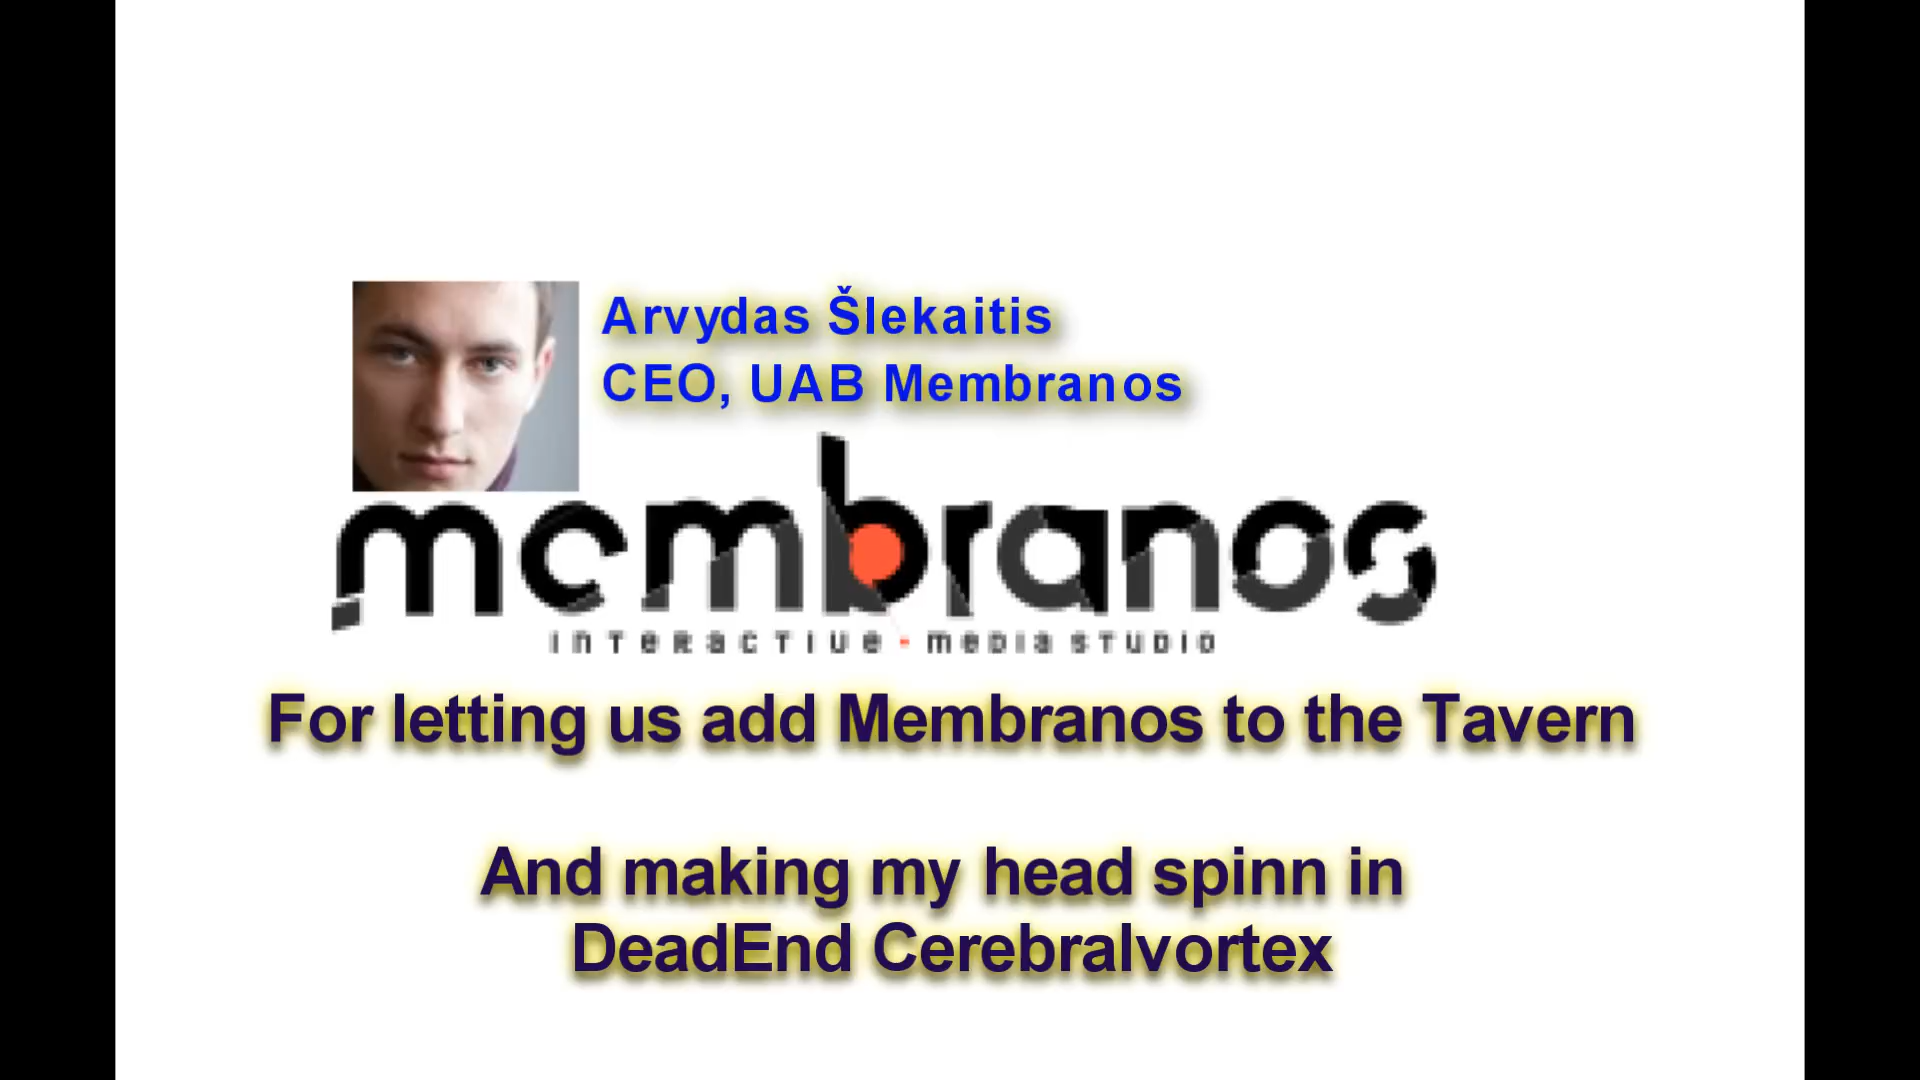 Arvydas Šlekaitis
CEO, UAB Membranos
membranos
INTERACTIVE - MEDIA STUDIO
For letting us add Membranos to the Tavern
And making my head spinn in
DeadEnd Cerebralvortex